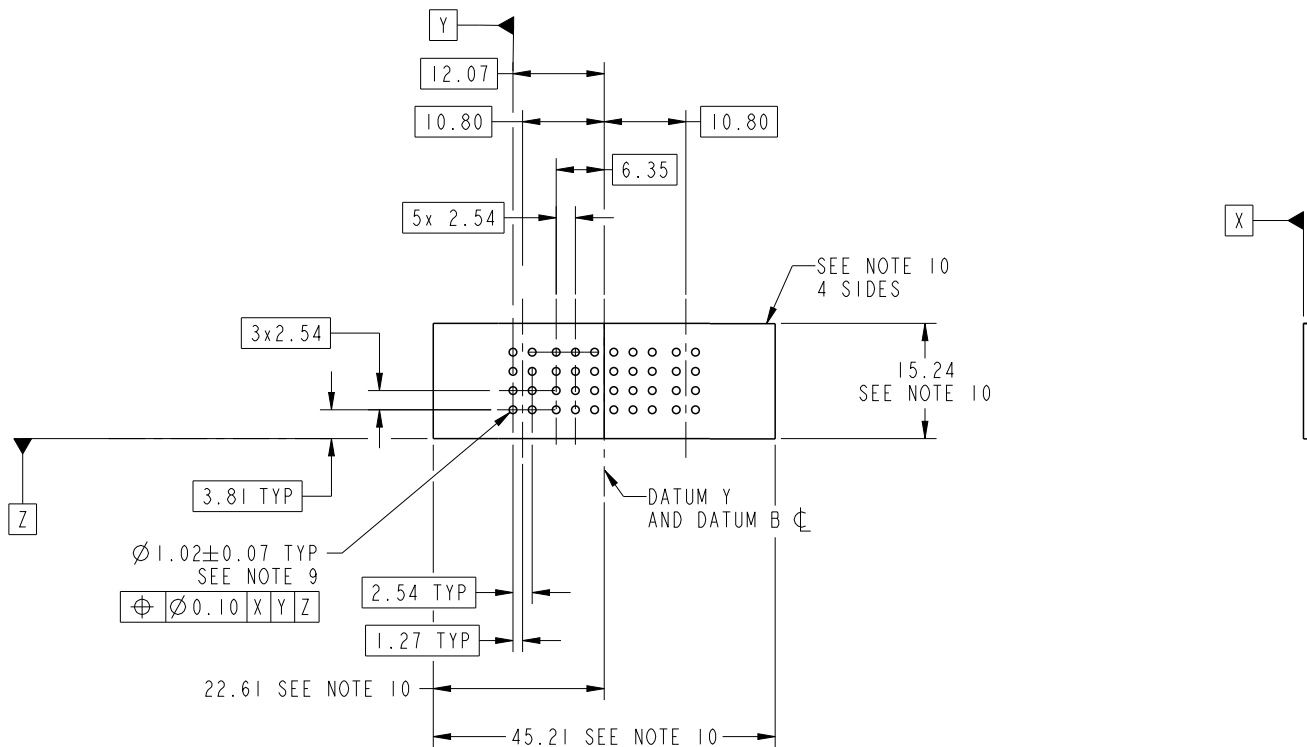 Y
12.07
10.80
10.80
6.35
5x 2.54
X
SEE NOTE 10
4 SIDES
3x2.54
15.24
SEE NOTE 10
3.81 TYP
Z
DATUM Y
AND DATUM B ℄
Ø1.02±0.07 TYP
SEE NOTE 9
⌖ Ø0.10 X Y Z
2.54 TYP
1.27 TYP
22.61 SEE NOTE 10
45.21 SEE NOTE 10